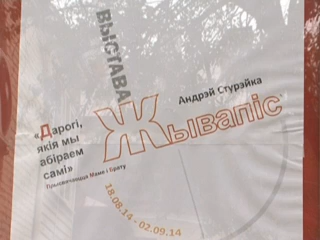 ВЫСТАВА
Андрэй Стурэйка
Жывапіс
«Дарогі,
якія мы
абіраем
самі»
Прысвячаецца Маме і Брату
18.08.14 - 02.09.14